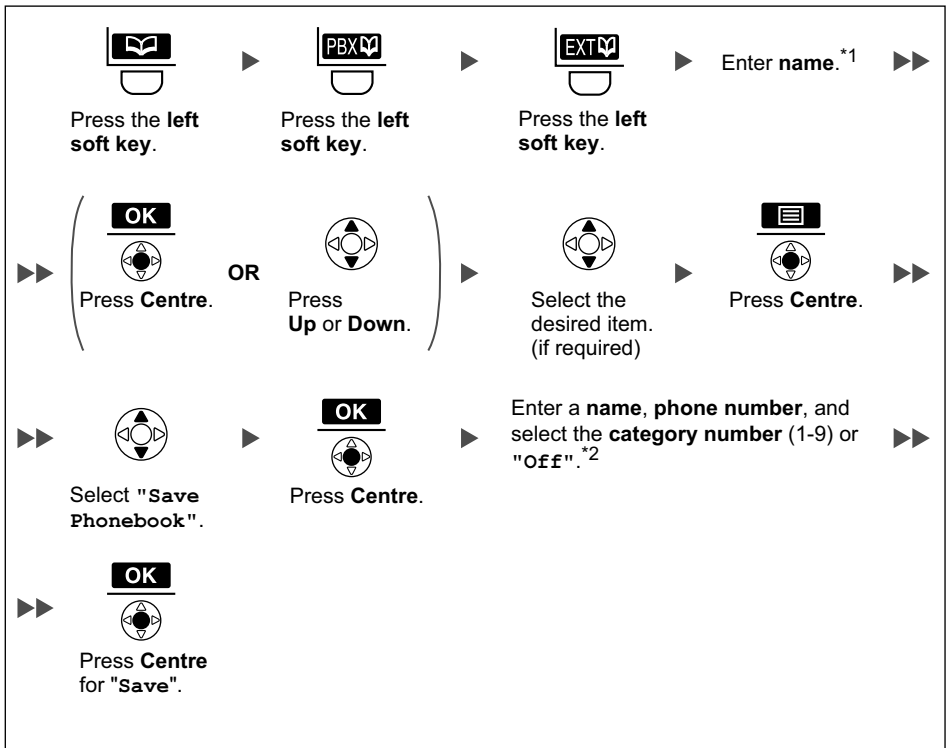 PBX
EXT
Enter name.*1
Press the left
soft key.
Press the left
soft key.
Press the left
soft key.
OK
OR
Press Centre.
Press
Up or Down.
Select the
desired item.
(if required)
Press Centre.
Select "Save
Phonebook".
OK
Press Centre.
Enter a name, phone number, and
select the category number (1-9) or
"Off".*2
OK
Press Centre
for "Save".